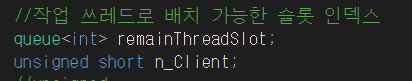 //작업 쓰레드로 배치 가능한 슬롯 인덱스
queue<int> remainThreadSlot;
unsigned short n_Client;
//unsigned